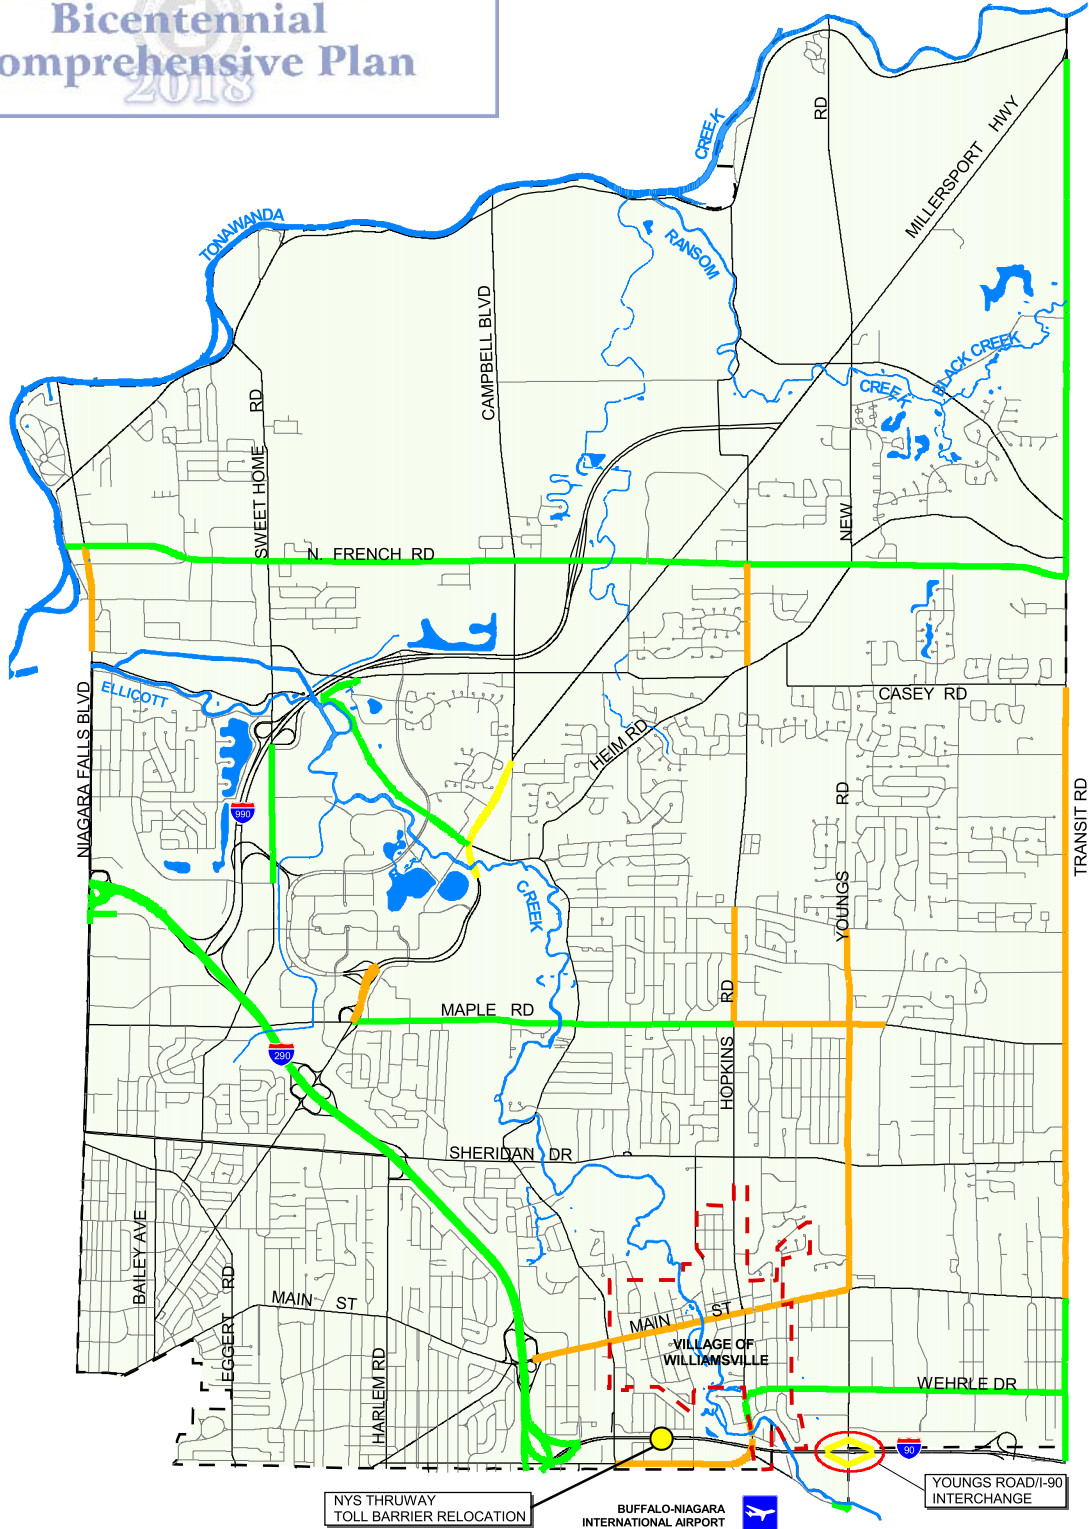 Bicentennial
omprehensive Plan
2018
CREEK
RD
MILLERSPORT HWY
TONAWANDA
RANSOM
CAMPBELL BLVD
BLACK CREEK
CREEK
SWEET HOME RD
NEW
N. FRENCH RD
ELLICOTT
CASEY RD
NIAGARA FALLS BLVD
HEIM RD
990
YOUNGS RD
TRANSIT RD
CREEK
MAPLE RD
HOPKINS RD
290
SHERIDAN DR
BAILEY AVE
EGGERT RD
MAIN ST
MAIN ST
HARLEM RD
VILLAGE OF
WILLIAMSVILLE
WEHRLE DR
90
YOUNGS ROAD/I-90
INTERCHANGE
NYS THRUWAY
TOLL BARRIER RELOCATION
BUFFALO-NIAGARA
INTERNATIONAL AIRPORT